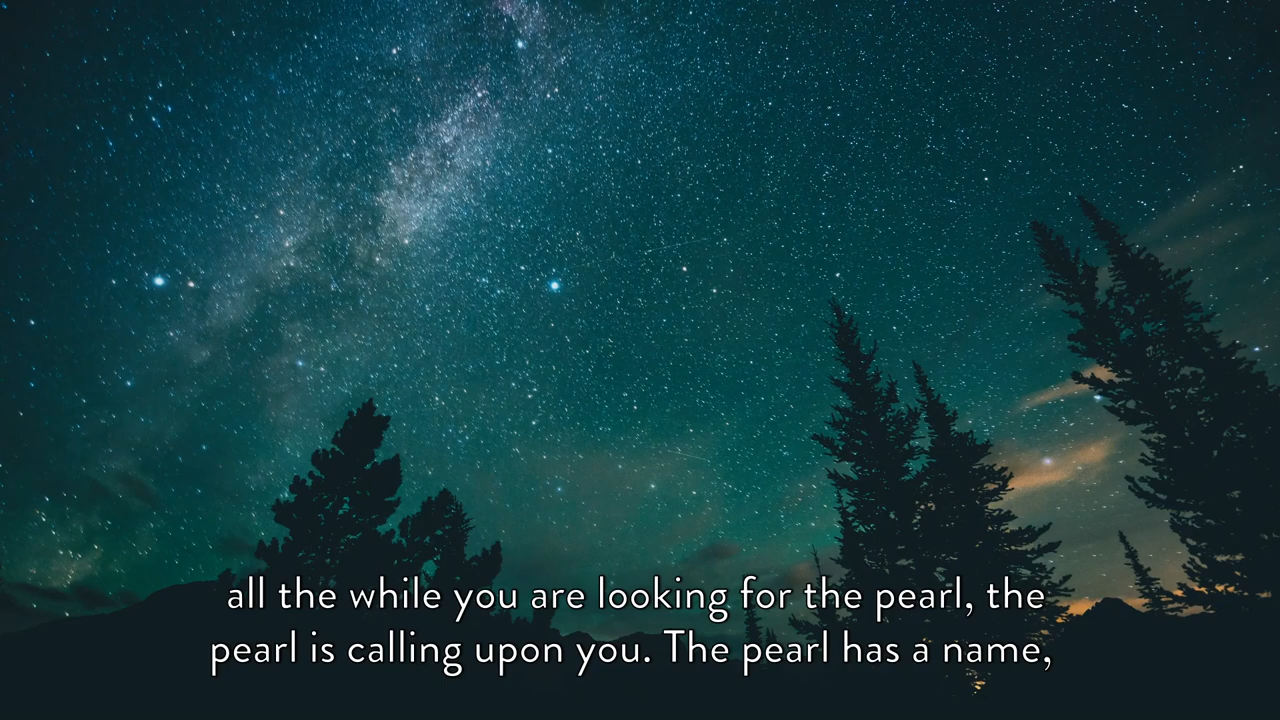 all the while you are looking for the pearl, the
pearl is calling upon you. The pearl has a name,